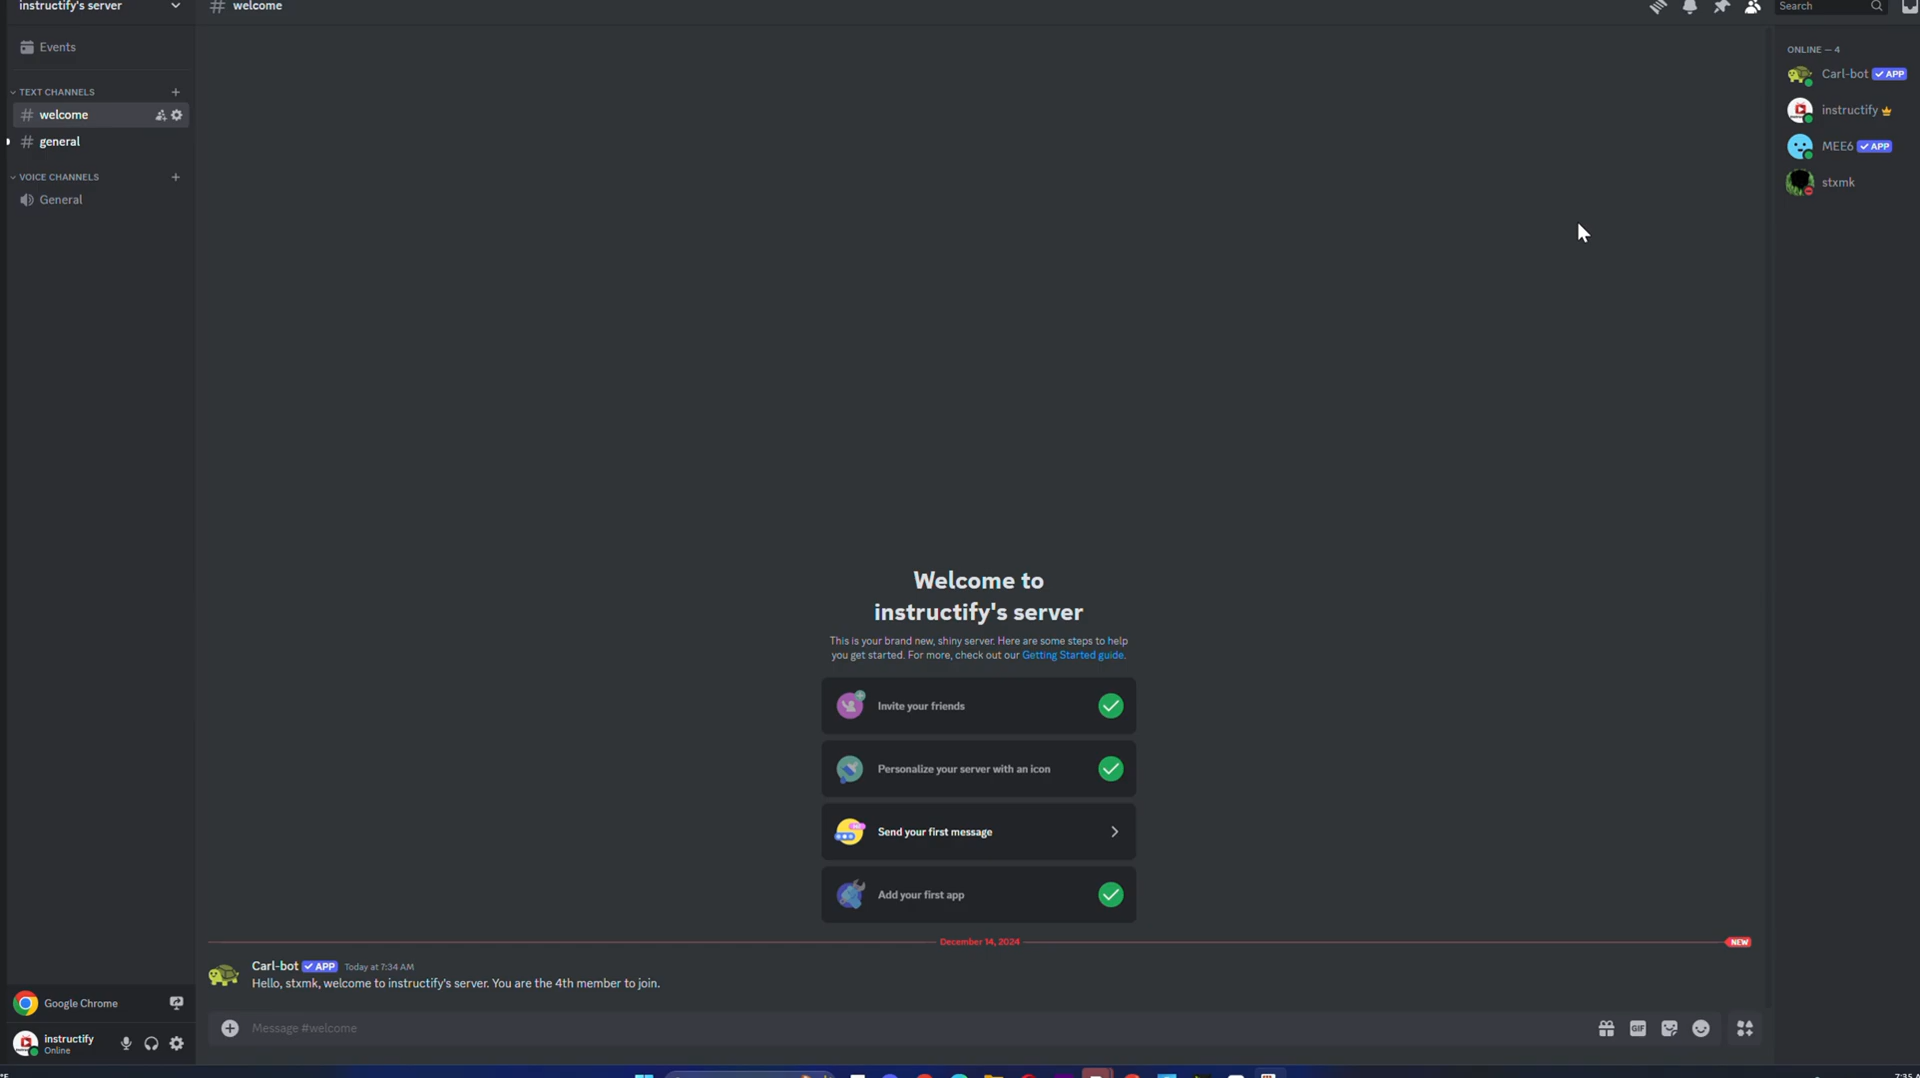 instructify's server
# welcome
Search
Events
TEXT CHANNELS
welcome
general
VOICE CHANNELS
General
ONLINE — 4
Carl-bot APP
instructify
MEE6 APP
stxmk
Welcome to
instructify's server
This is your brand new, shiny server. Here are some steps to help
you get started. For more, check out our Getting Started guide.
Invite your friends
Personalize your server with an icon
Send your first message
Add your first app
December 14, 2024
NEW
Carl-bot APP Today at 7:34 AM
Hello, stxmk, welcome to instructify's server. You are the 4th member to join.
Message #welcome
GIF
Google Chrome
instructify
Online